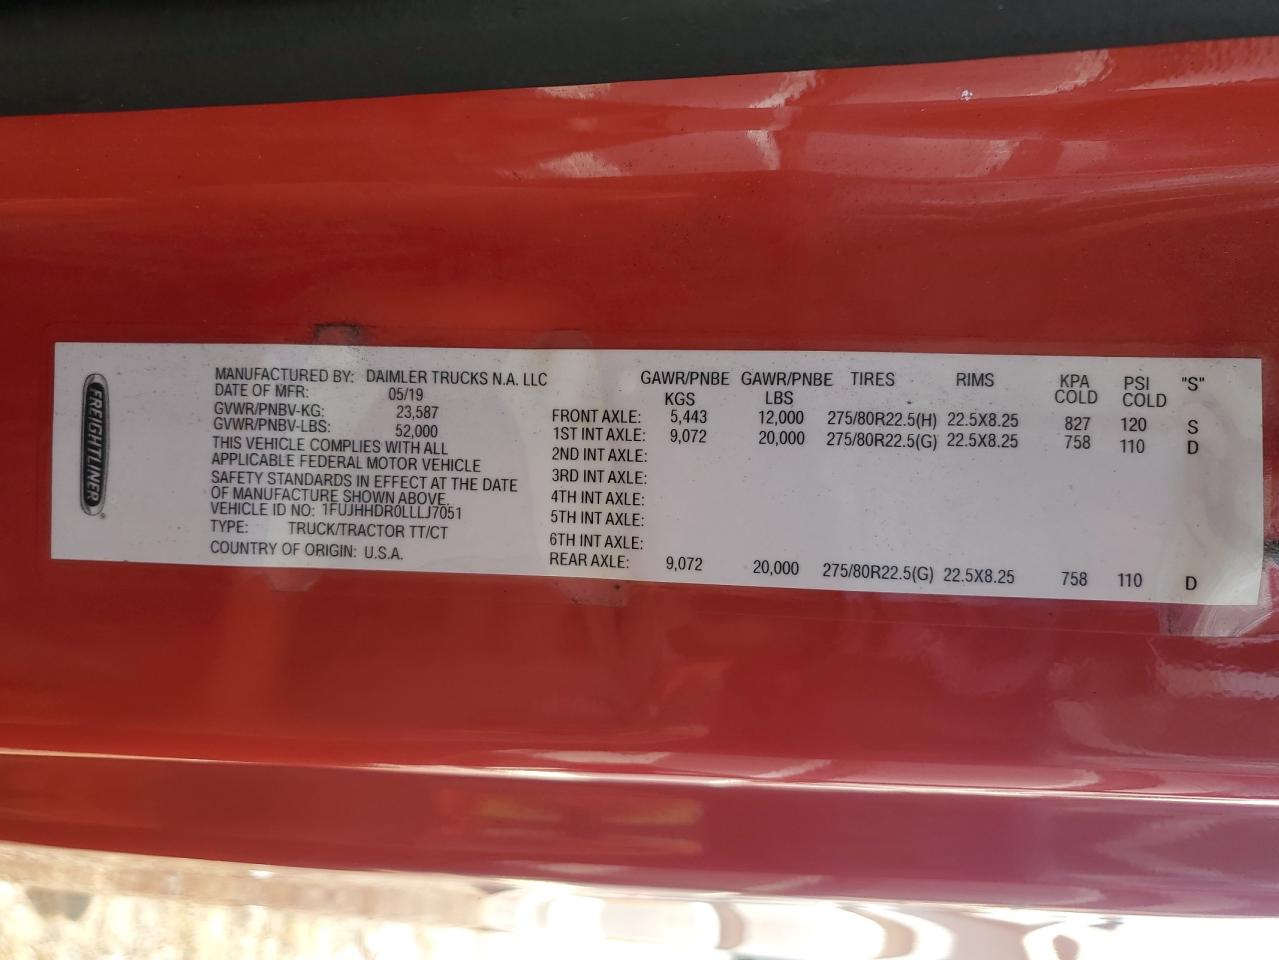 FREIGHTLINER
MANUFACTURED BY: DAIMLER TRUCKS N.A. LLC
DATE OF MFR: 05/19
GVWR/PNBV-KG: 23,587
GVWR/PNBV-LBS: 52,000
THIS VEHICLE COMPLIES WITH ALL
APPLICABLE FEDERAL MOTOR VEHICLE
SAFETY STANDARDS IN EFFECT AT THE DATE
OF MANUFACTURE SHOWN ABOVE.
VEHICLE ID NO: 1FUJHHDR0LLLJ7051
TYPE: TRUCK/TRACTOR TT/CT
COUNTRY OF ORIGIN: U.S.A.
GAWR/PNBE GAWR/PNBE TIRES RIMS KPA PSI "S"
KGS LBS COLD COLD
FRONT AXLE: 5,443 12,000 275/80R22.5(H) 22.5X8.25 827 120 S
1ST INT AXLE: 9,072 20,000 275/80R22.5(G) 22.5X8.25 758 110 D
2ND INT AXLE:
3RD INT AXLE:
4TH INT AXLE:
5TH INT AXLE:
6TH INT AXLE:
REAR AXLE: 9,072 20,000 275/80R22.5(G) 22.5X8.25 758 110 D